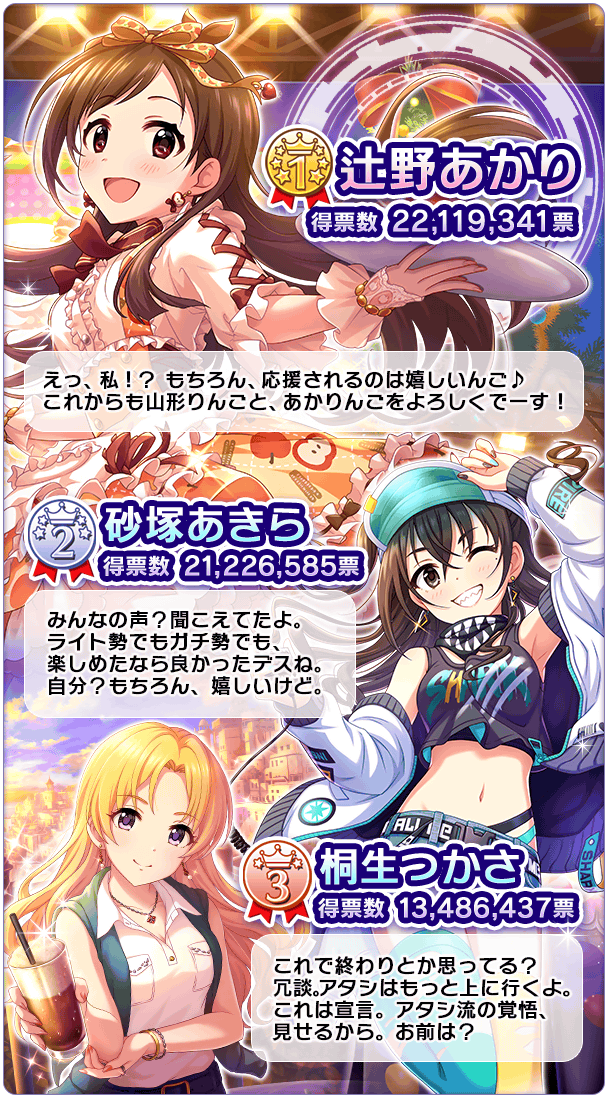 1
辻野あかり
得票数 22,119,341票
えっ、私！？ もちろん、応援されるのは嬉しいんご♪
これからも山形りんごと、あかりんごをよろしくでーす！
2
砂塚あきら
得票数 21,226,585票
みんなの声？聞こえてたよ。
ライト勢でもガチ勢でも、
楽しめたなら良かったデスね。
自分？もちろん、嬉しいけど。
3
桐生つかさ
得票数 13,486,437票
これで終わりとか思ってる？
冗談。アタシはもっと上に行くよ。
これは宣言。アタシ流の覚悟、
見せるから。お前は？